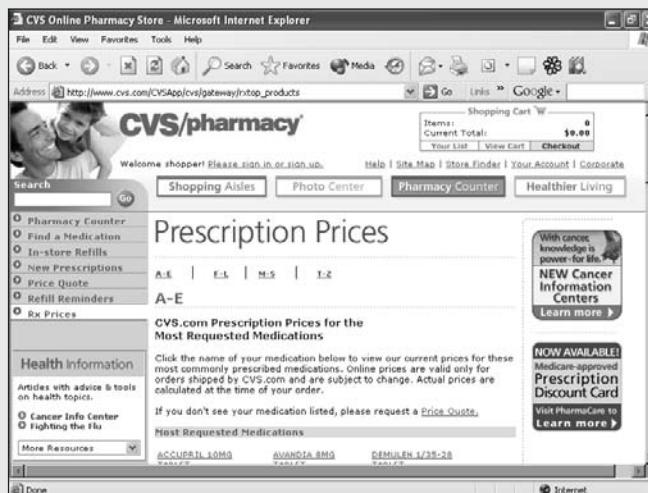 CVS Online Pharmacy Store - Microsoft Internet Explorer
File Edit View Favorites Tools Help
Back Search Favorites Media
Address http://www.cvs.com/CVSApp/cvs/gateway/rxtop_products Go Links » Google
CVS/pharmacy
Shopping Cart
Items: 0
Current Total: $0.00
Your List View Cart Checkout
Welcome shopper! Please sign in or sign up.
Help | Site Map | Store Finder | Your Account | Corporate
Search
Go
Shopping Aisles Photo Center Pharmacy Counter Healthier Living
Pharmacy Counter
Find a Medication
In-store Refills
New Prescriptions
Price Quote
Refill Reminders
Rx Prices
Health Information
Articles with advice & tools
on health topics.
Cancer Info Center
Fighting the Flu
More Resources
Prescription Prices
A-E | F-L | M-S | T-Z
A-E
CVS.com Prescription Prices for the
Most Requested Medications
Click the name of your medication below to view our current prices for these
most commonly prescribed medications. Online prices are valid only for
orders shipped by CVS.com and are subject to change. Actual prices are
calculated at the time of your order.
If you don't see your medication listed, please request a Price Quote.
Most Requested Medications
ACCUPRIL 10MG AVANDIA 8MG DEMULEN 1/35-28
TABLET TABLET TABLET
With cancer,
knowledge is
power-for life.
NEW Cancer
Information
Centers
Learn more
NOW AVAILABLE!
Medicare-approved
Prescription
Discount Card
Visit PharmaCare to
Learn more
Done Internet